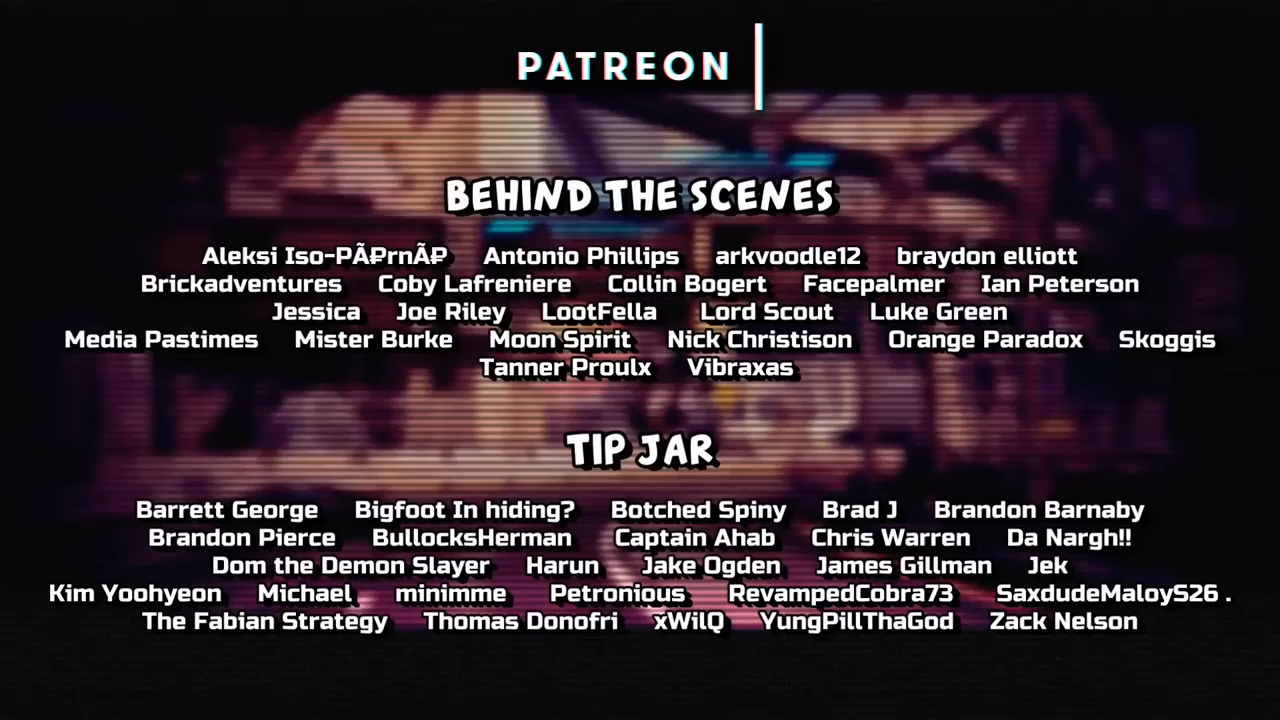 PATREON
BEHIND THE SCENES
Aleksi Iso-PÃ₽rnÃ₽ Antonio Phillips arkvoodle12 braydon elliott
Brickadventures Coby Lafreniere Collin Bogert Facepalmer Ian Peterson
Jessica Joe Riley LootFella Lord Scout Luke Green
Media Pastimes Mister Burke Moon Spirit Nick Christison Orange Paradox Skoggis
Tanner Proulx Vibraxas
TIP JAR
Barrett George Bigfoot In hiding? Botched Spiny Brad J Brandon Barnaby
Brandon Pierce BullocksHerman Captain Ahab Chris Warren Da Nargh!!
Dom the Demon Slayer Harun Jake Ogden James Gillman Jek
Kim Yoohyeon Michael minimme Petronious RevampedCobra73 SaxdudeMaloyS26 .
The Fabian Strategy Thomas Donofri xWilQ YungPillThaGod Zack Nelson